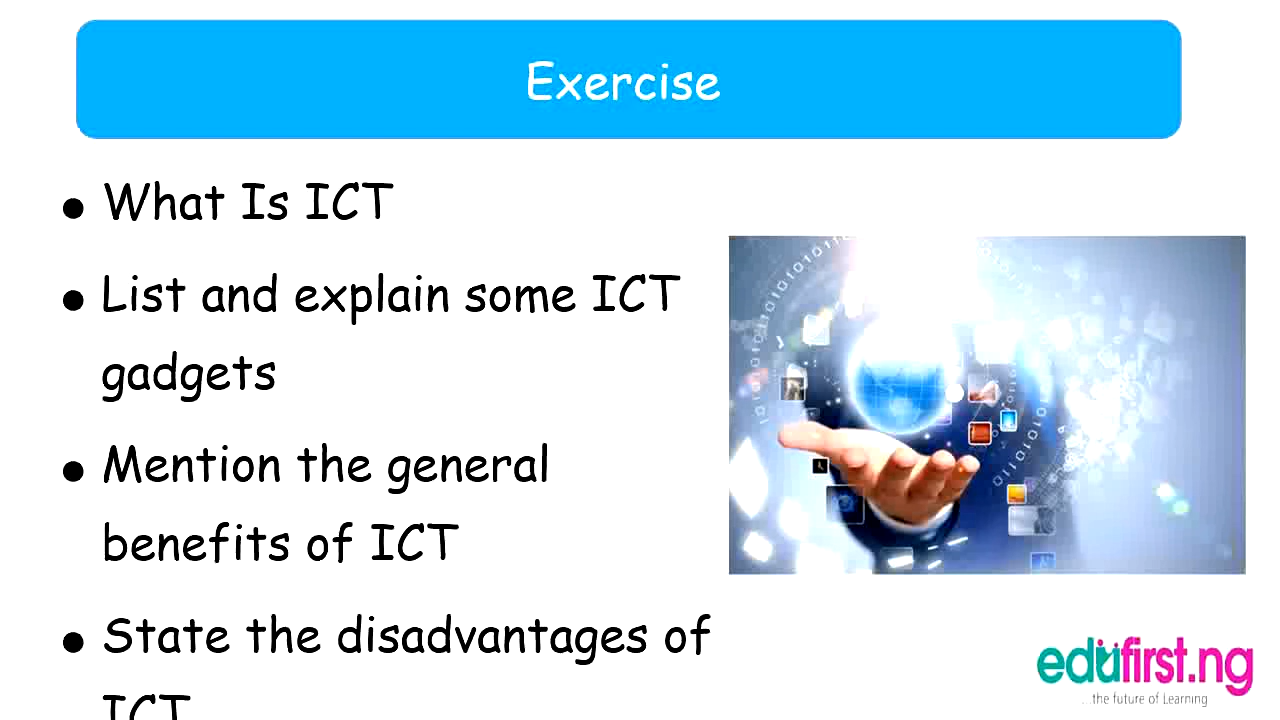 Exercise
• What Is ICT
• List and explain some ICT
gadgets
• Mention the general
benefits of ICT
• State the disadvantages of
ICT
edufirst.ng
...the future of Learning